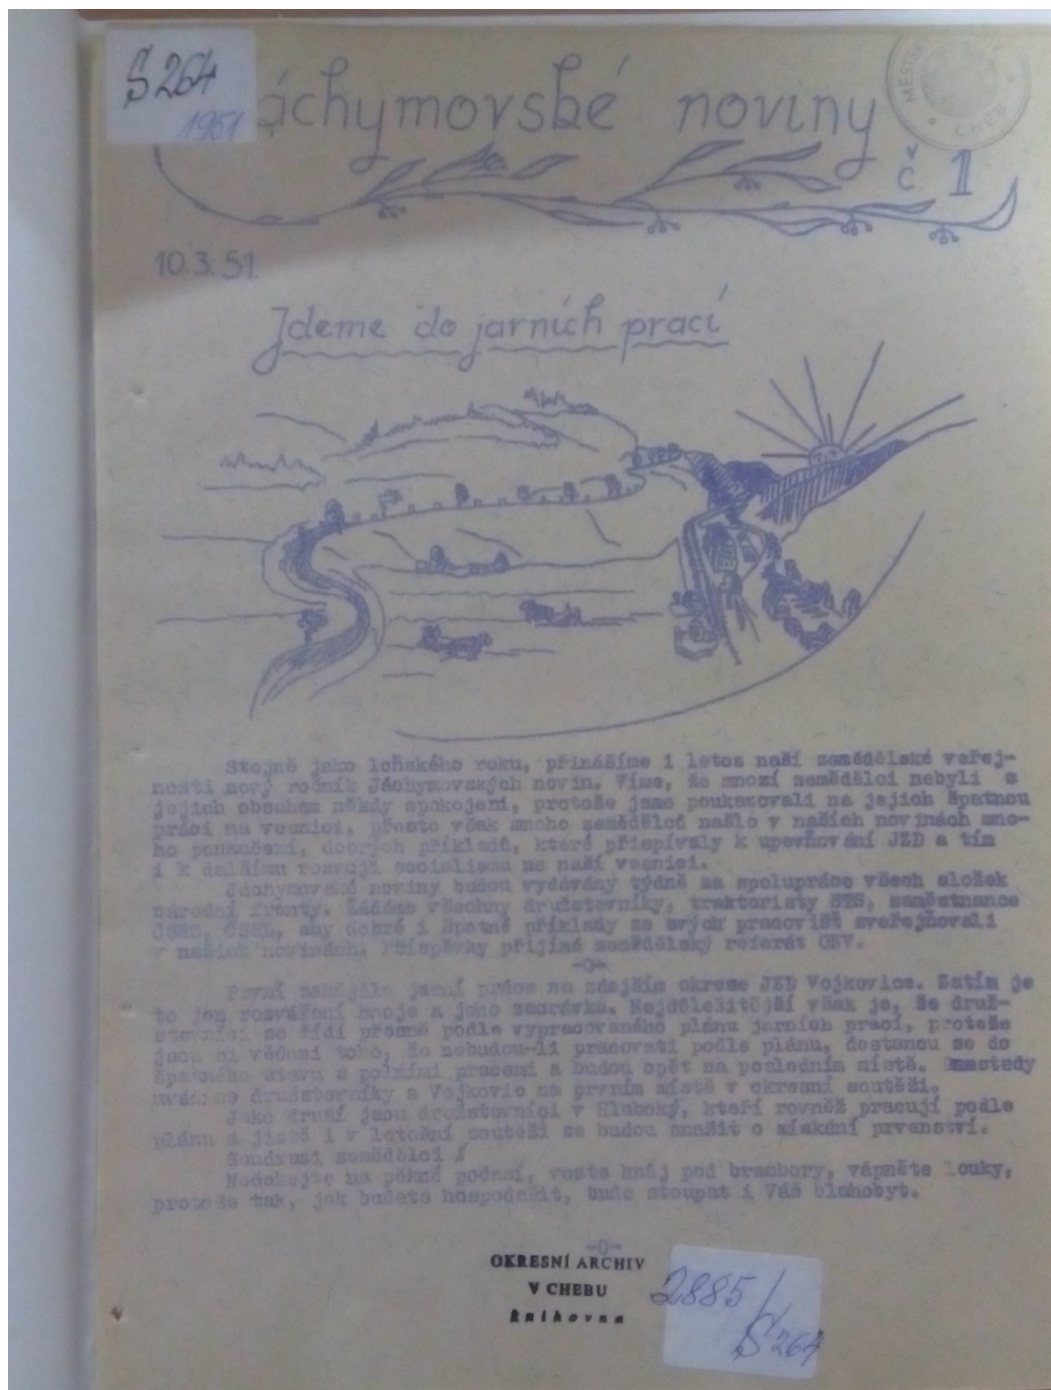 S 264
1951
áchymovské noviny
MĚSTSK
CHEB
č. 1
10.3.51.
Jdeme do jarních prací
Stejně jako loňského roku, přinášíme i letos naší zemědělské veřej-
nosti nový ročník Jáchymovských novin. Víme, že mnozí zemědělci nebyli s
jejich obsahem někdy spokojeni, protože jsme poukazovali na jejich špatnou
práci na vesnici, přesto však mnoho zemědělců našlo v našich novinách mno-
ho ponaučení, dobrých příkladů, které přispívaly k upevňování JZD a tím
i k dalšímu rozvoji socialismu na naší vesnici.
Jáchymovské noviny budou vydávány týdně za spolupráce všech složek
národní fronty. Žádáme všechny družstevníky, traktoristy STS, zaměstnance
ČSSS, ČSSL, aby dobré i špatné příklady ze svých pracovišť zveřejňovali
v našich novinách. Příspěvky přijímá zemědělský referát ONV.
-O-
První zahájilo jarní práce na zdejším okrese JZD Vojkovice. Zatím je
to jen rozváření hnoje a jeho zaorávka. Nejdůležitější však je, že druž-
stevníci se řídí přesně podle vypracovaného plánu jarních prací, protože
jsou si vědomi toho, že nebudou-li pracovati podle plánu, dostanou se do
špatného stavu s polními pracemi a budou opět na posledním místě.
družstevníky z Vojkovic na prvním místě v okresní soutěži.
Jako druzí jsou družstevníci v Hluboký, kteří rovněž pracují podle
plánu a jistě i v letošní soutěži se budou snažit o získání prvenství.
Soudruzi zemědělci !
Nečekejte na pěkné počasí, vozte hnůj pod brambory, vápněte louky,
protože tak, jak budete hospodařit, bude stoupat i Váš blahobyt.
-O-
OKRESNÍ ARCHIV
V CHEBU
knihovna
2885/
S 264